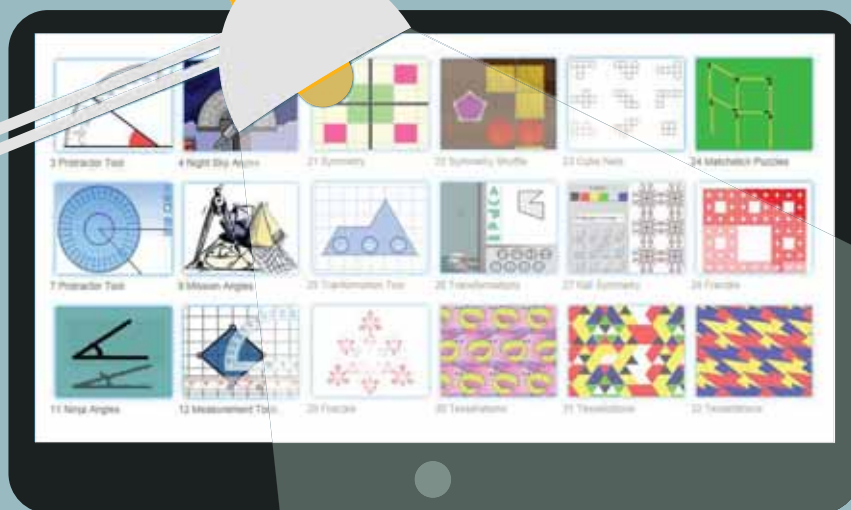 3 Protractor Tool
4 Night Sky Angles
21 Symmetry
22 Symmetry Shuffle
23 Cube Nets
24 Matchstick Puzzles
7 Protractor Tool
8 Mission Angles
25 Tranformation Tool
26 Transformations
27 Kali Symmetry
28 Fractals
11 Ninja Angles
12 Measurement Tools
29 Fractals
30 Tessellations
31 Tessellations
32 Tessellations